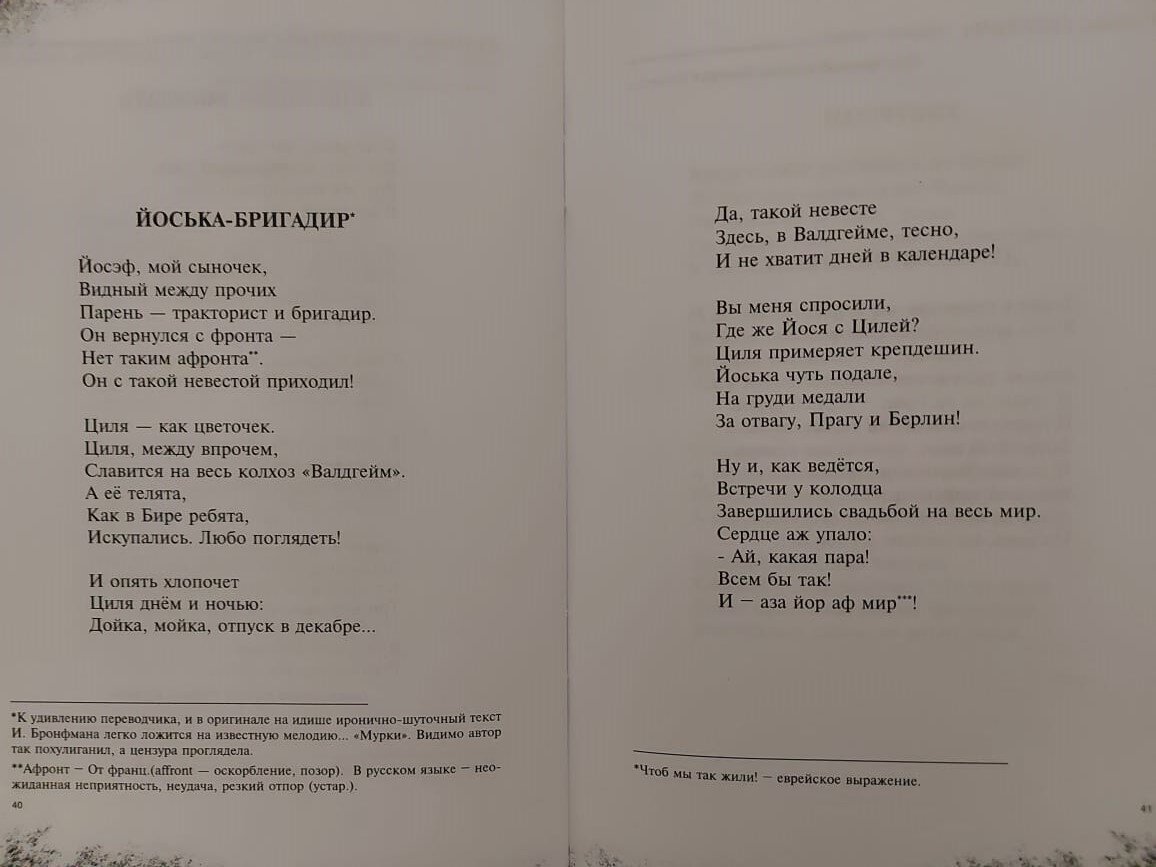 ЙОСЬКА-БРИГАДИР*
Йосэф, мой сыночек,
Видный между прочих
Парень — тракторист и бригадир.
Он вернулся с фронта —
Нет таким афронта**.
Он с такой невестой приходил!
Циля — как цветочек.
Циля, между впрочем,
Славится на весь колхоз «Валдгейм».
А её телята,
Как в Бире ребята,
Искупались. Любо поглядеть!
И опять хлопочет
Циля днём и ночью:
Дойка, мойка, отпуск в декабре...
*К удивлению переводчика, и в оригинале на идише иронично-шуточный текст
И. Бронфмана легко ложится на известную мелодию... «Мурки». Видимо автор
так похулиганил, а цензура проглядела.
**Афронт — От франц.(affront — оскорбление, позор). В русском языке — нео-
жиданная неприятность, неудача, резкий отпор (устар.).
40
Да, такой невесте
Здесь, в Валдгейме, тесно,
И не хватит дней в календаре!
Вы меня спросили,
Где же Йося с Цилей?
Циля примеряет крепдешин.
Йоська чуть подале,
На груди медали
За отвагу, Прагу и Берлин!
Ну и, как ведётся,
Встречи у колодца
Завершились свадьбой на весь мир.
Сердце аж упало:
- Ай, какая пара!
Всем бы так!
И — аза йор аф мир***!
*Чтоб мы так жили! — еврейское выражение.
41